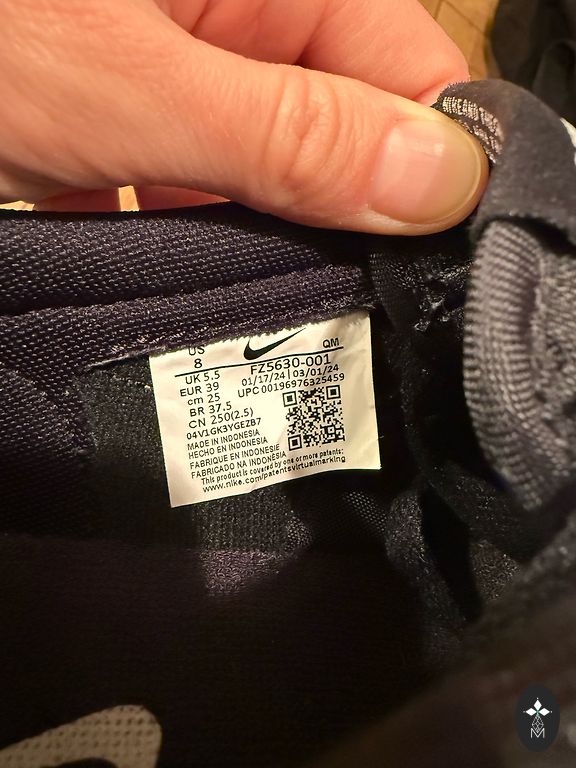 US
8
UK 5.5
EUR 39
cm 25
BR 37.5
CN 250(2.5)
04V1GK3YGEZB7
QM
FZ5630-001
01/17/24 | 03/01/24
UPC 00196976325459
MADE IN INDONESIA
HECHO EN INDONESIA
FABRIQUE EN INDONESIE
FABRICADO NA INDONÉSIA
This product is covered by one or more patents:
www.nike.com/patentsvirtualmarking
M